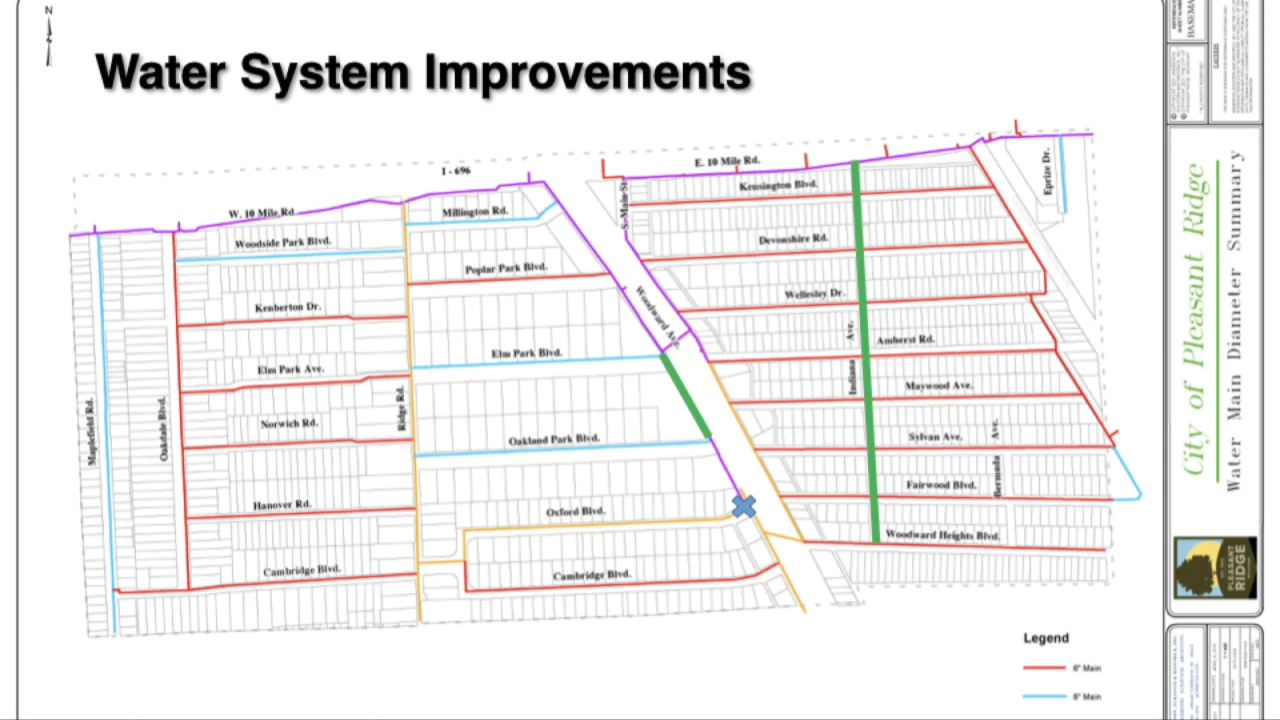 N
Water System Improvements
I - 696
E. 10 Mile Rd.
W. 10 Mile Rd.
Millington Rd.
S. Main St.
Kensington Blvd.
Eprize Dr.
Woodside Park Blvd.
Poplar Park Blvd.
Devonshire Rd.
Kenberton Dr.
Woodward Ave.
Wellesley Dr.
Elm Park Blvd.
Indiana Ave.
Amherst Rd.
Elm Park Ave.
Maywood Ave.
Maplefield Rd.
Oakdale Blvd.
Ridge Rd.
Norwich Rd.
Oakland Park Blvd.
Sylvan Ave.
Bermuda Ave.
Hanover Rd.
Oxford Blvd.
Fairwood Blvd.
Woodward Heights Blvd.
Cambridge Blvd.
Cambridge Blvd.
Legend
6" Main
8" Main
City of Pleasant Ridge
Water Main Diameter Summary
PLEASANT
RIDGE